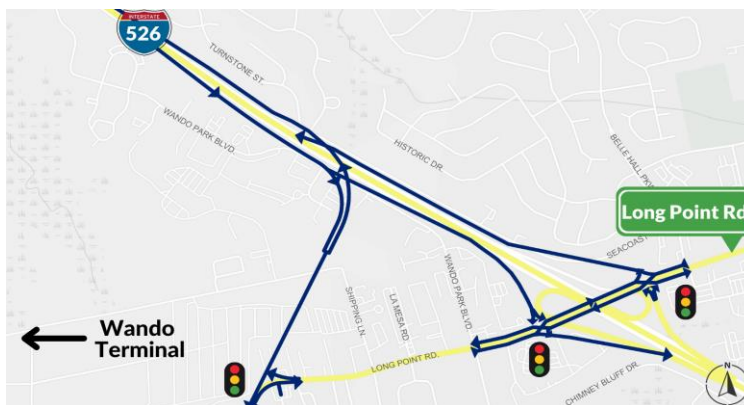 INTERSTATE
526
TURNSTONE ST.
WANDO PARK BLVD.
HISTORIC DR.
BELLE HALL PKW
Long Point Rd
SEACOAST
WANDO PARK BLVD.
SHIPPING LN.
LA MESA RD.
Wando
Terminal
LONG POINT RD.
CHIMNEY BLUFF DR.
N